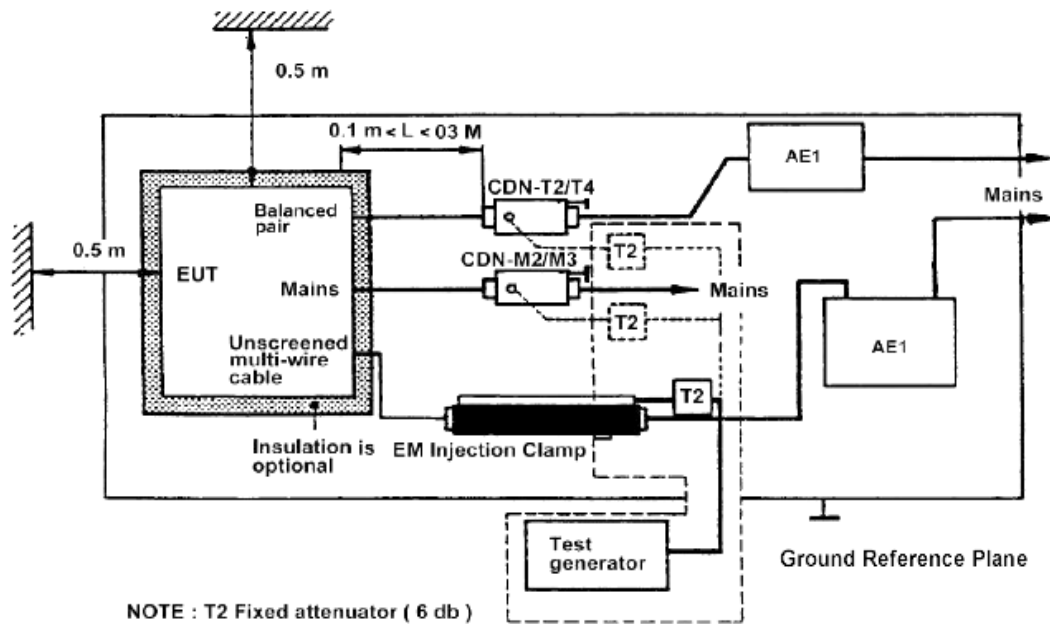 0.5 m
0.1 m < L < 03 M
AE1
CDN-T2/T4
Balanced
pair
Mains
T2
0.5 m
EUT
CDN-M2/M3
Mains
Mains
T2
AE1
Unscreened
multi-wire
cable
T2
Insulation is
optional
EM Injection Clamp
Test
generator
Ground Reference Plane
NOTE : T2 Fixed attenuator ( 6 db )